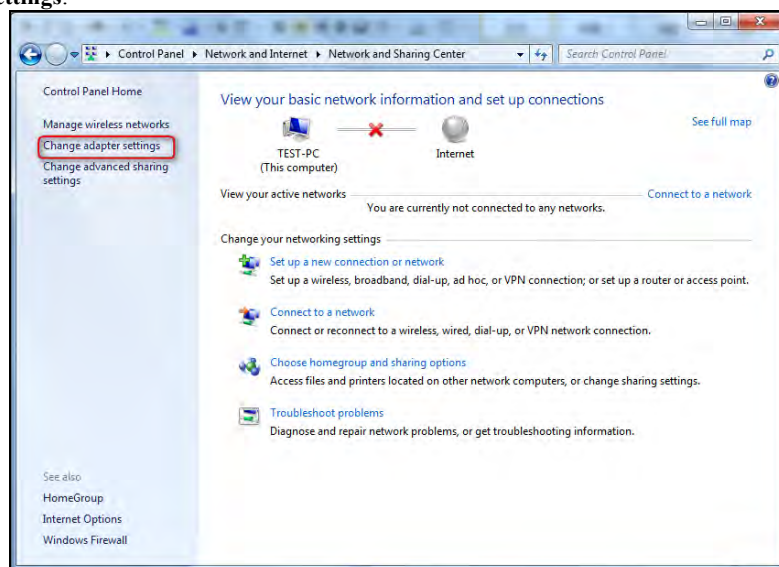 ettings.
Control Panel Network and Internet Network and Sharing Center
Search Control Panel
Control Panel Home
Manage wireless networks
Change adapter settings
Change advanced sharing
settings
View your basic network information and set up connections
See full map
TEST-PC
(This computer)
Internet
View your active networks
Connect to a network
You are currently not connected to any networks.
Change your networking settings
Set up a new connection or network
Set up a wireless, broadband, dial-up, ad hoc, or VPN connection; or set up a router or access point.
Connect to a network
Connect or reconnect to a wireless, wired, dial-up, or VPN network connection.
Choose homegroup and sharing options
Access files and printers located on other network computers, or change sharing settings.
Troubleshoot problems
Diagnose and repair network problems, or get troubleshooting information.
See also
HomeGroup
Internet Options
Windows Firewall